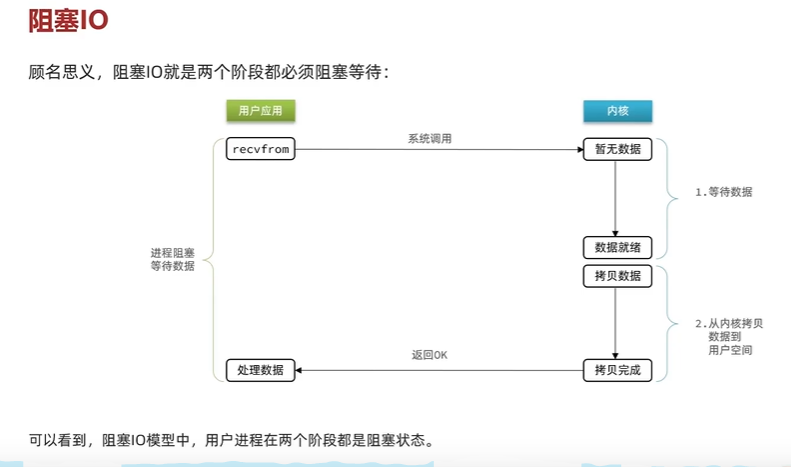 阻塞IO
顾名思义，阻塞IO就是两个阶段都必须阻塞等待：
用户应用
内核
recvfrom
系统调用
暂无数据
1.等待数据
进程阻塞
等待数据
数据就绪
拷贝数据
2.从内核拷贝
数据到
用户空间
处理数据
返回OK
拷贝完成
可以看到，阻塞IO模型中，用户进程在两个阶段都是阻塞状态。